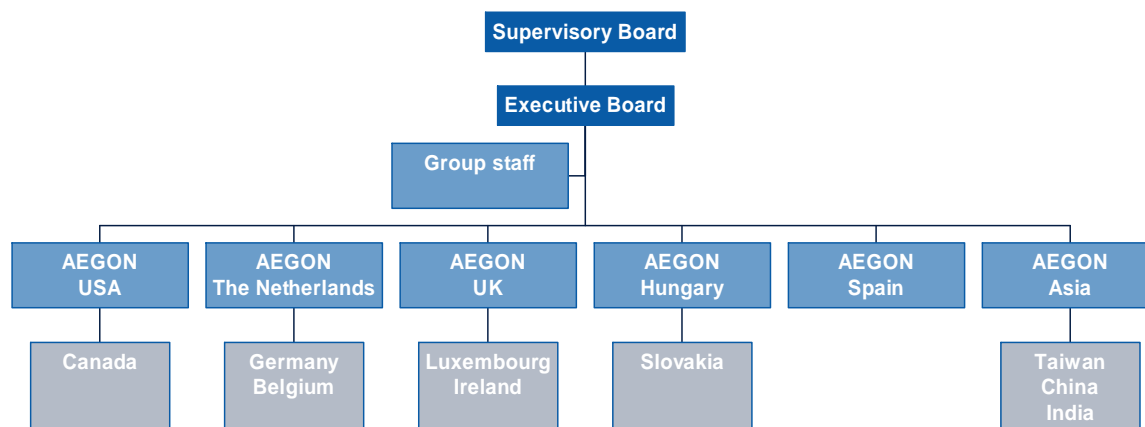 Supervisory Board
Executive Board
Group staff
AEGON
USA
AEGON
The Netherlands
AEGON
UK
AEGON
Hungary
AEGON
Spain
AEGON
Asia
Canada
Germany
Belgium
Luxembourg
Ireland
Slovakia
Taiwan
China
India